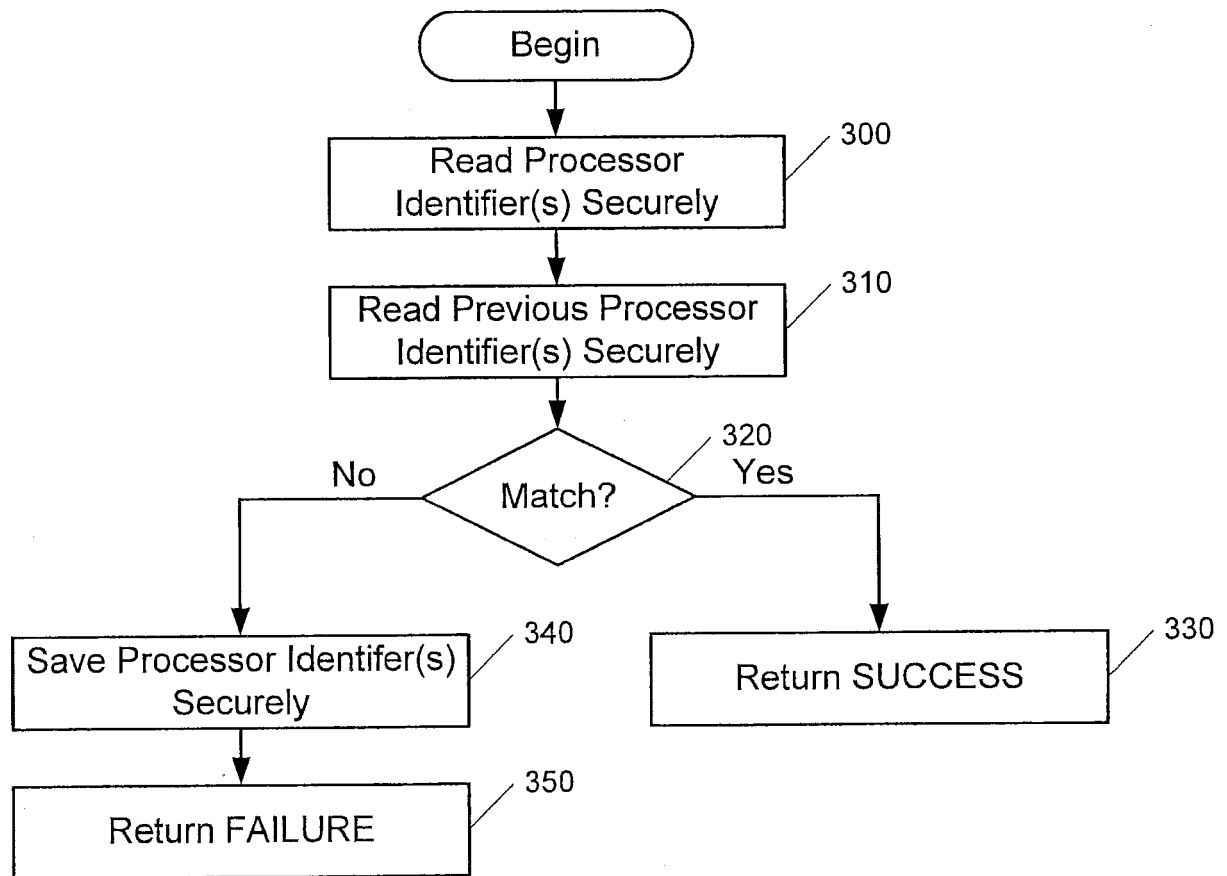 Begin
300
Read Processor
Identifier(s) Securely
310
Read Previous Processor
Identifier(s) Securely
320
No
Match?
Yes
340
Save Processor Identifer(s)
Securely
330
Return SUCCESS
350
Return FAILURE